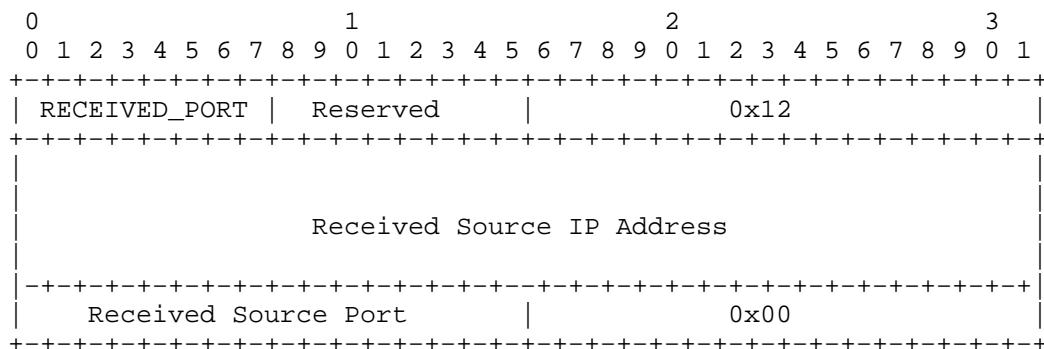 0                   1                   2                   3
0 1 2 3 4 5 6 7 8 9 0 1 2 3 4 5 6 7 8 9 0 1 2 3 4 5 6 7 8 9 0 1
+-+-+-+-+-+-+-+-+-+-+-+-+-+-+-+-+-+-+-+-+-+-+-+-+-+-+-+-+-+-+-+-+
| RECEIVED_PORT |  Reserved     |            0x12               |
+-+-+-+-+-+-+-+-+-+-+-+-+-+-+-+-+-+-+-+-+-+-+-+-+-+-+-+-+-+-+-+-+
|                                                               |
|                                                               |
|                  Received Source IP Address                   |
|                                                               |
|-+-+-+-+-+-+-+-+-+-+-+-+-+-+-+--+-+-+-+-+-+-+-+-+-+-+-+-+-+-+-+|
|    Received Source Port       |            0x00               |
+-+-+-+-+-+-+-+-+-+-+-+-+-+-+-+-+-+-+-+-+-+-+-+-+-+-+-+-+-+-+-+-+